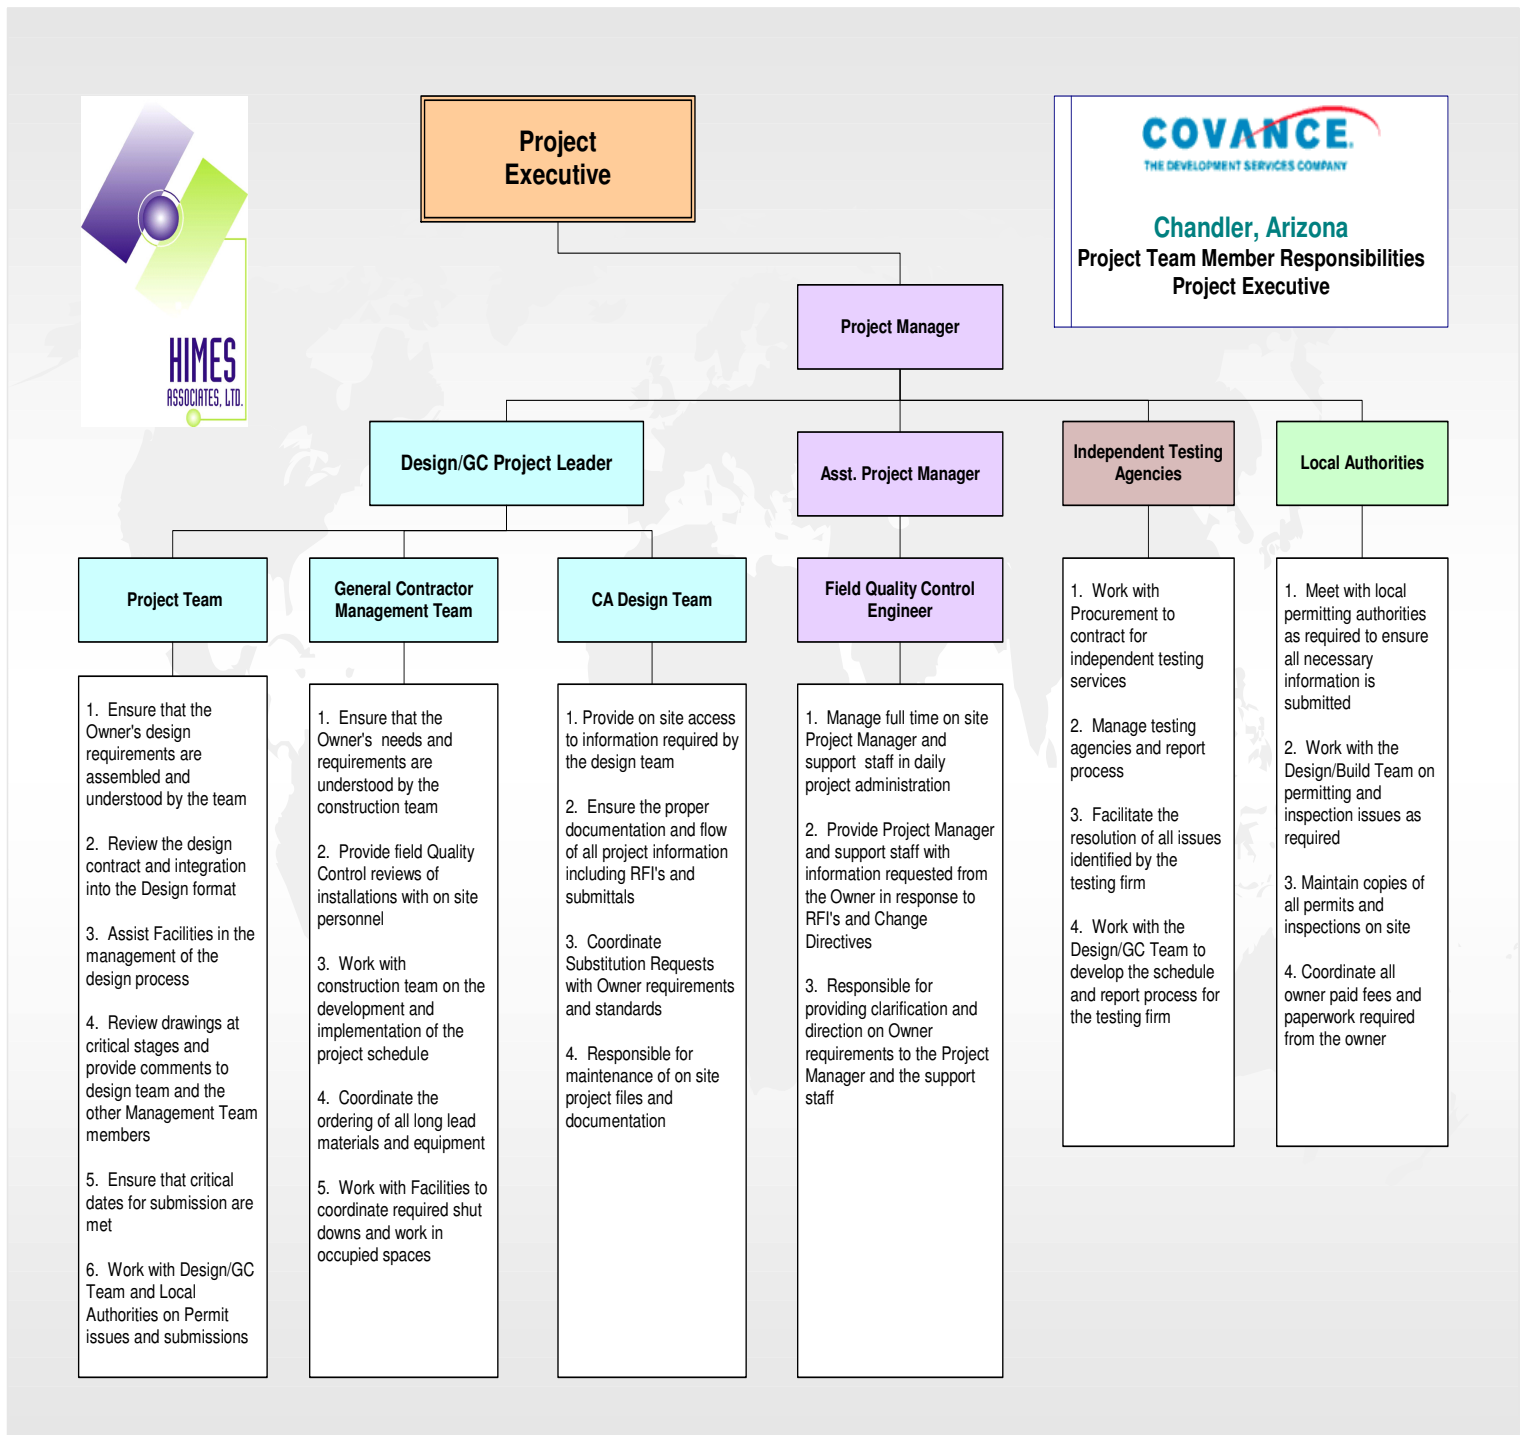 HIMES
ASSOCIATES, LTD.
Project
Executive
COVANCE.
THE DEVELOPMENT SERVICES COMPANY
Chandler, Arizona
Project Team Member Responsibilities
Project Executive
Project Manager
Design/GC Project Leader
Asst. Project Manager
Independent Testing
Agencies
Local Authorities
Project Team
General Contractor
Management Team
CA Design Team
Field Quality Control
Engineer
1.  Ensure that the
Owner's design
requirements are
assembled and
understood by the team
2.  Review the design
contract and integration
into the Design format
3.  Assist Facilities in the
management of the
design process
4.  Review drawings at
critical stages and
provide comments to
design team and the
other Management Team
members
5.  Ensure that critical
dates for submission are
met
6.  Work with Design/GC
Team and Local
Authorities on Permit
issues and submissions
1.  Ensure that the
Owner's  needs and
requirements are
understood by the
construction team
2.  Provide field Quality
Control reviews of
installations with on site
personnel
3.  Work with
construction team on the
development and
implementation of the
project schedule
4.  Coordinate the
ordering of all long lead
materials and equipment
5.  Work with Facilities to
coordinate required shut
downs and work in
occupied spaces
1. Provide on site access
to information required by
the design team
2.  Ensure the proper
documentation and flow
of all project information
including RFI's and
submittals
3.  Coordinate
Substitution Requests
with Owner requirements
and standards
4.  Responsible for
maintenance of on site
project files and
documentation
1.  Manage full time on site
Project Manager and
support  staff in daily
project administration
2.  Provide Project Manager
and support staff with
information requested from
the Owner in response to
RFI's and Change
Directives
3.  Responsible for
providing clarification and
direction on Owner
requirements to the Project
Manager and the support
staff
1.  Work with
Procurement to
contract for
independent testing
services
2.  Manage testing
agencies and report
process
3.  Facilitate the
resolution of all issues
identified by the
testing firm
4.  Work with the
Design/GC Team to
develop the schedule
and report process for
the testing firm
1.  Meet with local
permitting authorities
as required to ensure
all necessary
information is
submitted
2.  Work with the
Design/Build Team on
permitting and
inspection issues as
required
3. Maintain copies of
all permits and
inspections on site
4. Coordinate all
owner paid fees and
paperwork required
from the owner